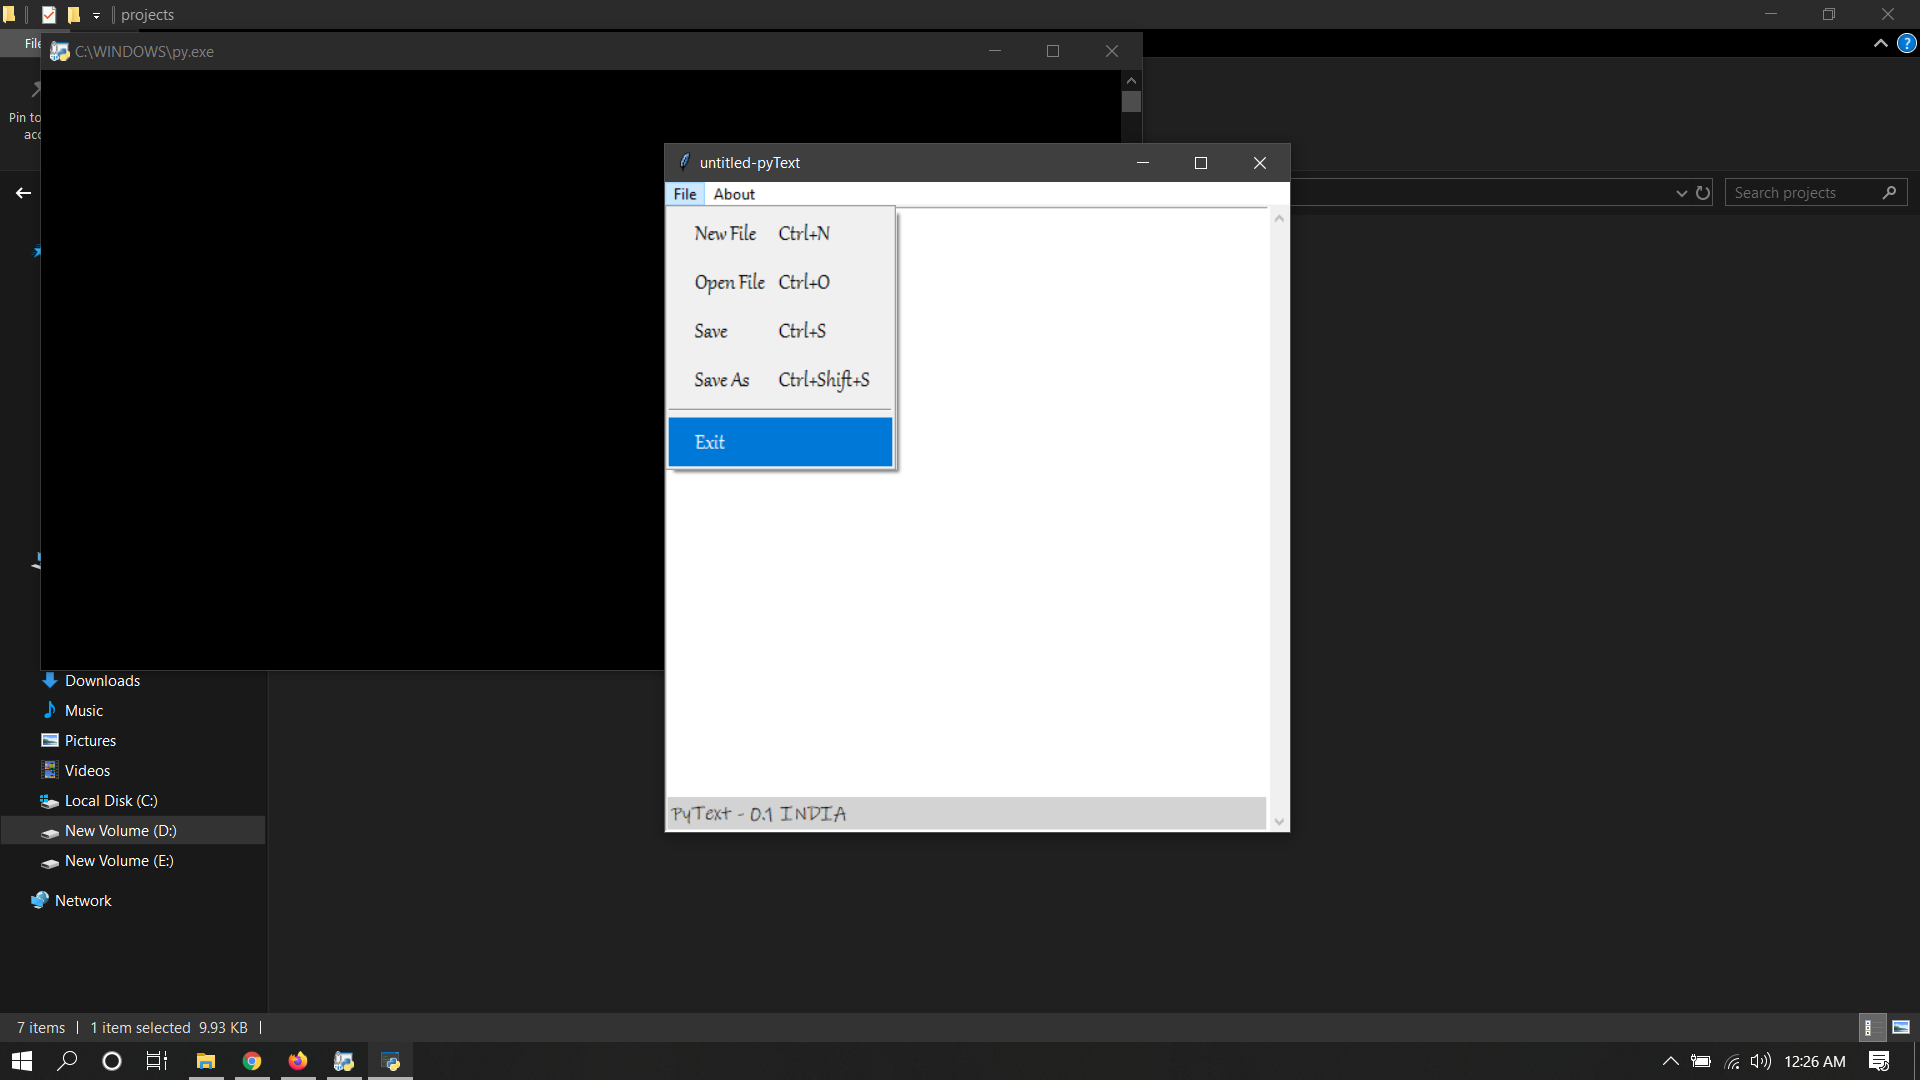 projects
File
C:\WINDOWS\py.exe
Pin to
untitled-pyText
File About
Search projects
New File Ctrl+N
Open File Ctrl+O
Save Ctrl+S
Save As Ctrl+Shift+S
Exit
PyText - 0.1 INDIA
Downloads
Music
Pictures
Videos
Local Disk (C:)
New Volume (D:)
New Volume (E:)
Network
7 items 1 item selected 9.93 KB
12:26 AM